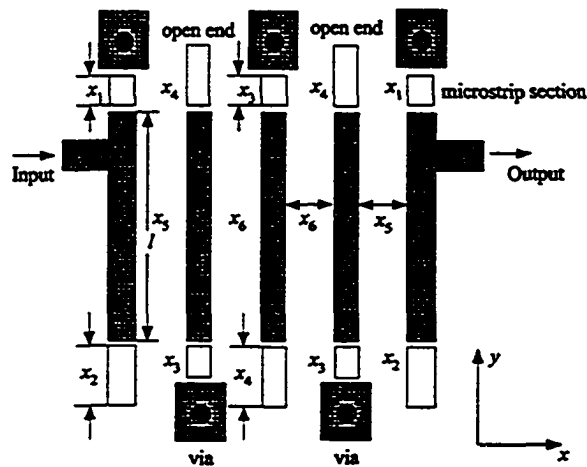 open end
open end
x1
x4
x3
x4
x1
microstrip section
Input
Output
x5
l
x6
x6
x5
x2
x3
x4
x3
x2
y
x
via
via